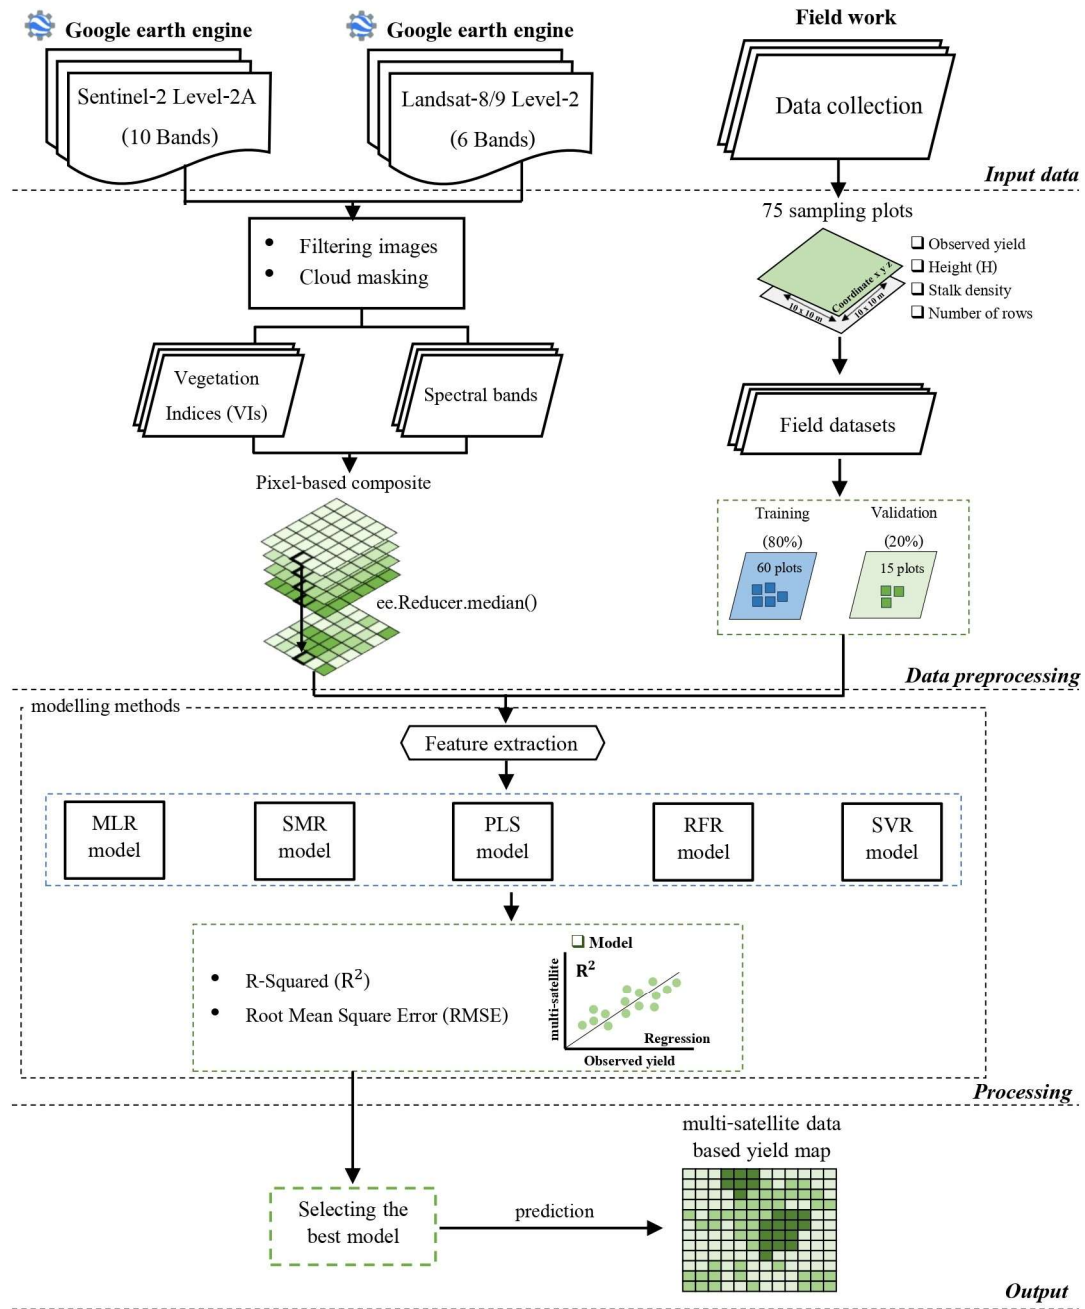 Google earth engine
Sentinel-2 Level-2A
(10 Bands)
Google earth engine
Landsat-8/9 Level-2
(6 Bands)
Field work
Data collection
Input data
• Filtering images
• Cloud masking
75 sampling plots
Coordinate x y z
10 x 10 m
10 x 10 m
❑ Observed yield
❑ Height (H)
❑ Stalk density
❑ Number of rows
Vegetation
Indices (VIs)
Spectral bands
Field datasets
Pixel-based composite
ee.Reducer.median()
Training
(80%)
60 plots
Validation
(20%)
15 plots
Data preprocessing
modelling methods
Feature extraction
MLR
model
SMR
model
PLS
model
RFR
model
SVR
model
• R-Squared (R²)
• Root Mean Square Error (RMSE)
❑ Model
R²
multi-satellite
Regression
Observed yield
Processing
Selecting the
best model
prediction
multi-satellite data
based yield map
Output